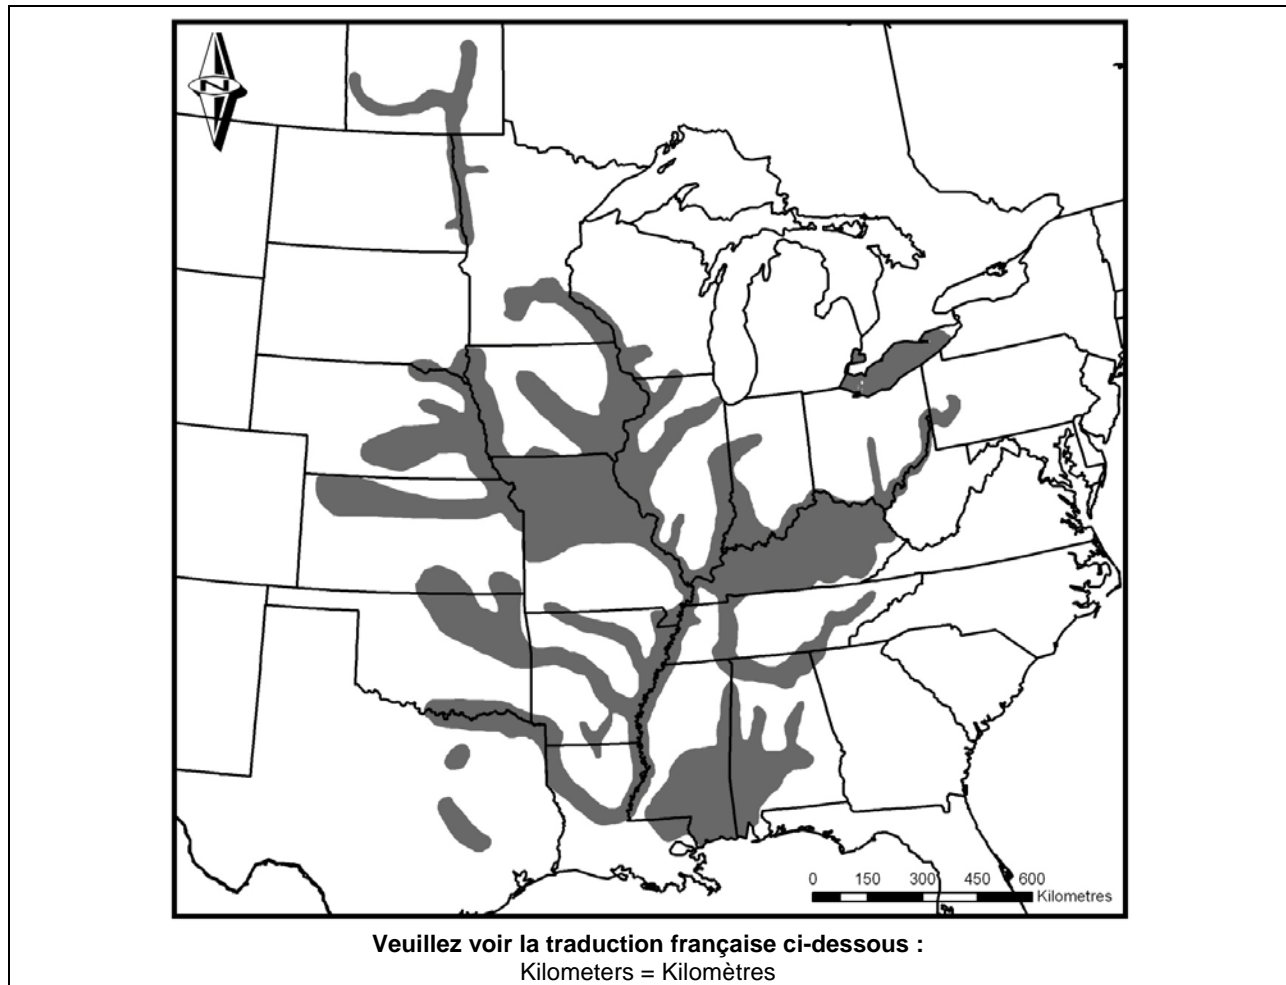 N
0 150 300 450 600
Kilometres
Veuillez voir la traduction française ci-dessous :
Kilometers = Kilomètres